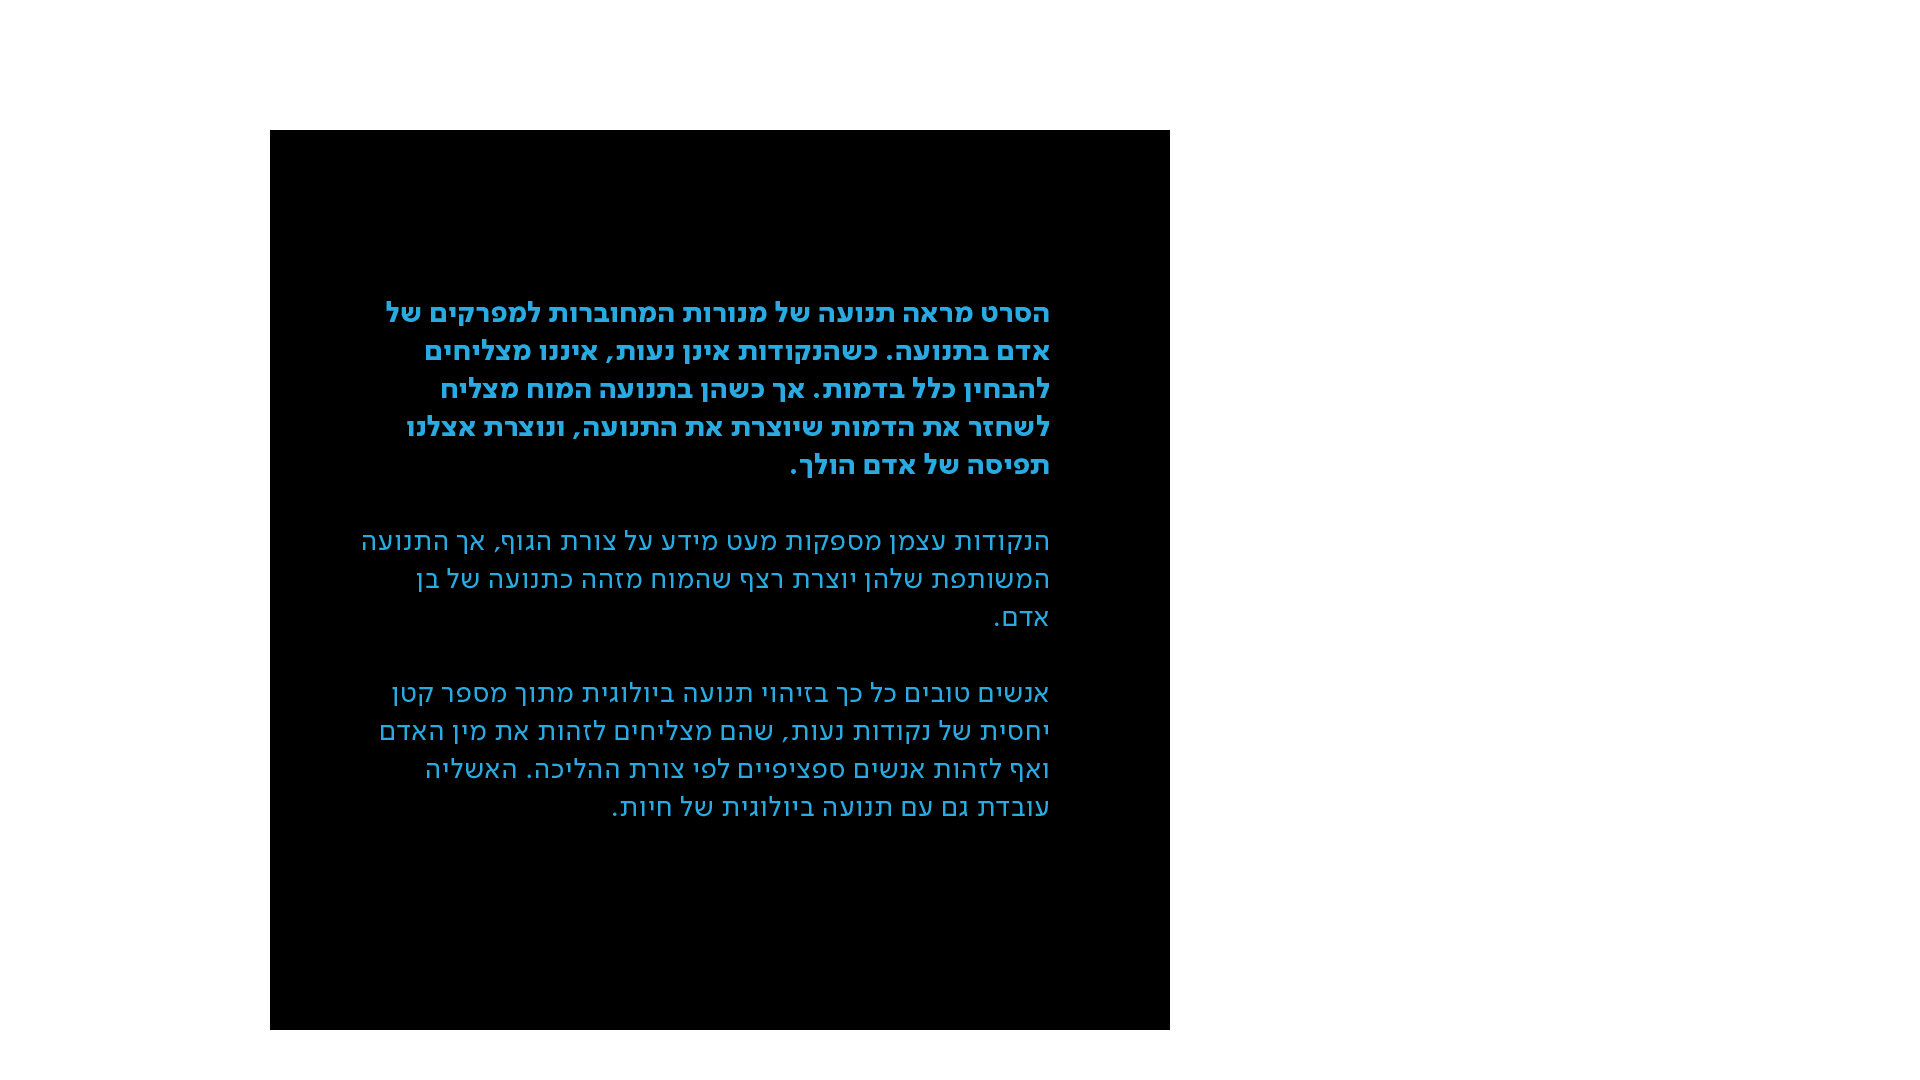 הסרט מראה תנועה של מנורות המחוברות למפרקים של
אדם בתנועה. כשהנקודות אינן נעות, איננו מצליחים
להבחין כלל בדמות. אך כשהן בתנועה המוח מצליח
לשחזר את הדמות שיוצרת את התנועה, ונוצרת אצלנו
תפיסה של אדם הולך.
הנקודות עצמן מספקות מעט מידע על צורת הגוף, אך התנועה
המשותפת שלהן יוצרת רצף שהמוח מזהה כתנועה של בן
אדם.
אנשים טובים כל כך בזיהוי תנועה ביולוגית מתוך מספר קטן
יחסית של נקודות נעות, שהם מצליחים לזהות את מין האדם
ואף לזהות אנשים ספציפיים לפי צורת ההליכה. האשליה
עובדת גם עם תנועה ביולוגית של חיות.